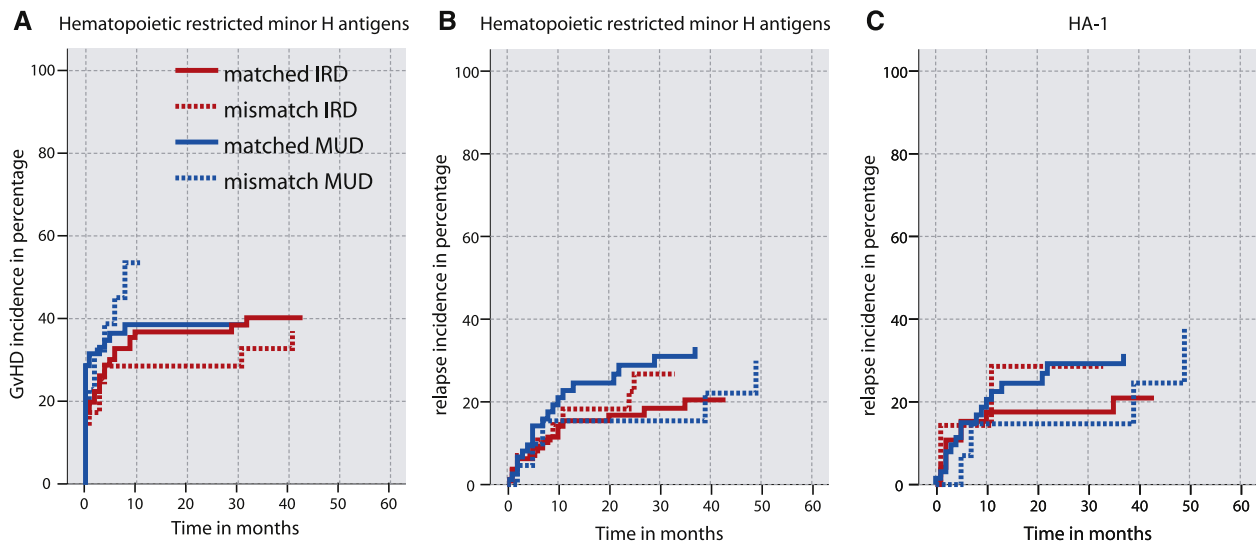 A Hematopoietic restricted minor H antigens
GvHD incidence in percentage
100
80
60
40
20
0
matched IRD
mismatch IRD
matched MUD
mismatch MUD
0 10 20 30 40 50 60
Time in months
B Hematopoietic restricted minor H antigens
relapse incidence in percentage
100
80
60
40
20
0
0 10 20 30 40 50 60
Time in months
C HA-1
relapse incidence in percentage
100
80
60
40
20
0
0 10 20 30 40 50 60
Time in months